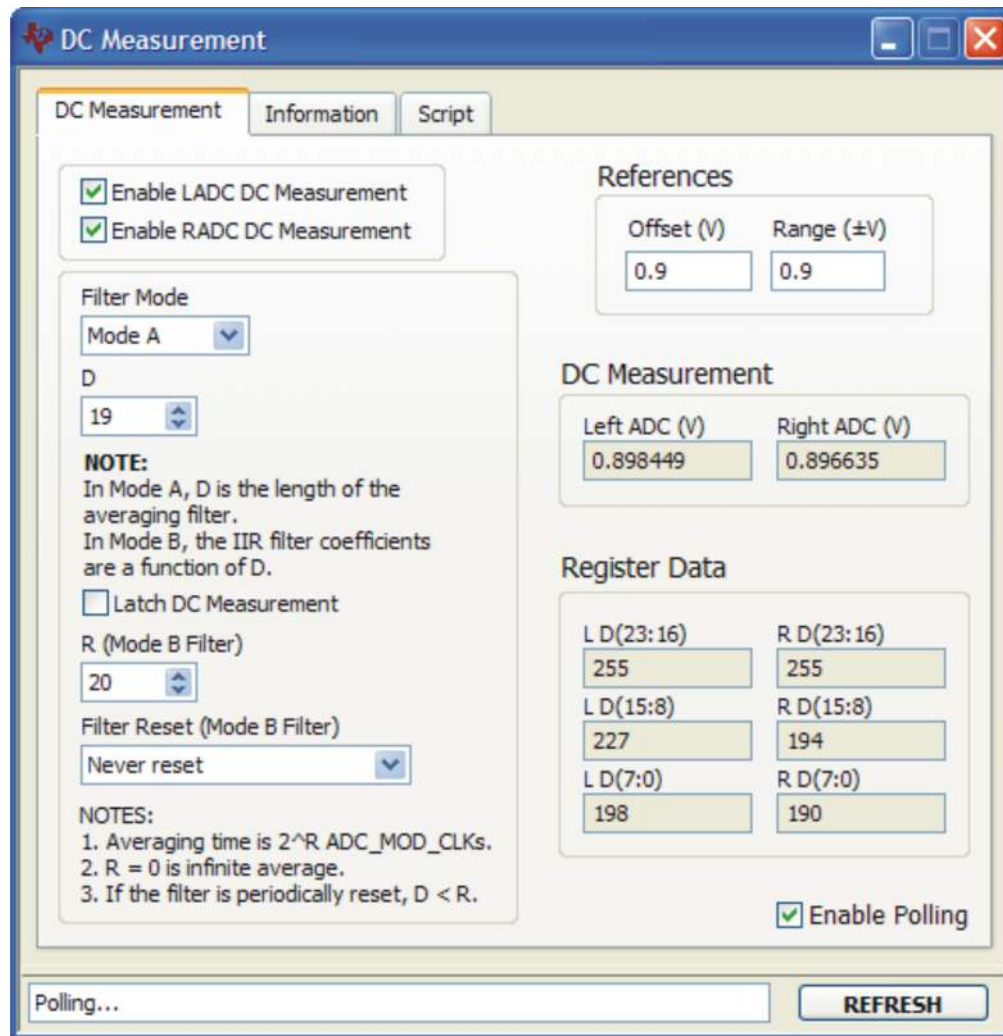 DC Measurement
DC Measurement
Information
Script
Enable LADC DC Measurement
Enable RADC DC Measurement
Filter Mode
Mode A
D
19
NOTE:
In Mode A, D is the length of the
averaging filter.
In Mode B, the IIR filter coefficients
are a function of D.
Latch DC Measurement
R (Mode B Filter)
20
Filter Reset (Mode B Filter)
Never reset
NOTES:
1. Averaging time is 2^R ADC_MOD_CLKs.
2. R = 0 is infinite average.
3. If the filter is periodically reset, D < R.
References
Offset (V) Range (±V)
0.9 0.9
DC Measurement
Left ADC (V) Right ADC (V)
0.898449 0.896635
Register Data
L D(23:16) R D(23:16)
255 255
L D(15:8) R D(15:8)
227 194
L D(7:0) R D(7:0)
198 190
Enable Polling
Polling...
REFRESH